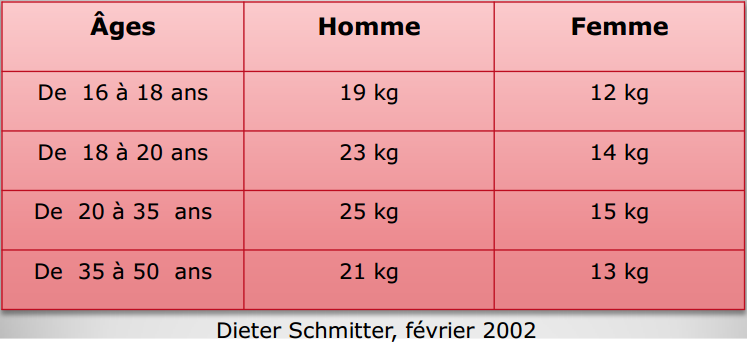 Âges Homme Femme
De 16 à 18 ans 19 kg 12 kg
De 18 à 20 ans 23 kg 14 kg
De 20 à 35 ans 25 kg 15 kg
De 35 à 50 ans 21 kg 13 kg
Dieter Schmitter, février 2002